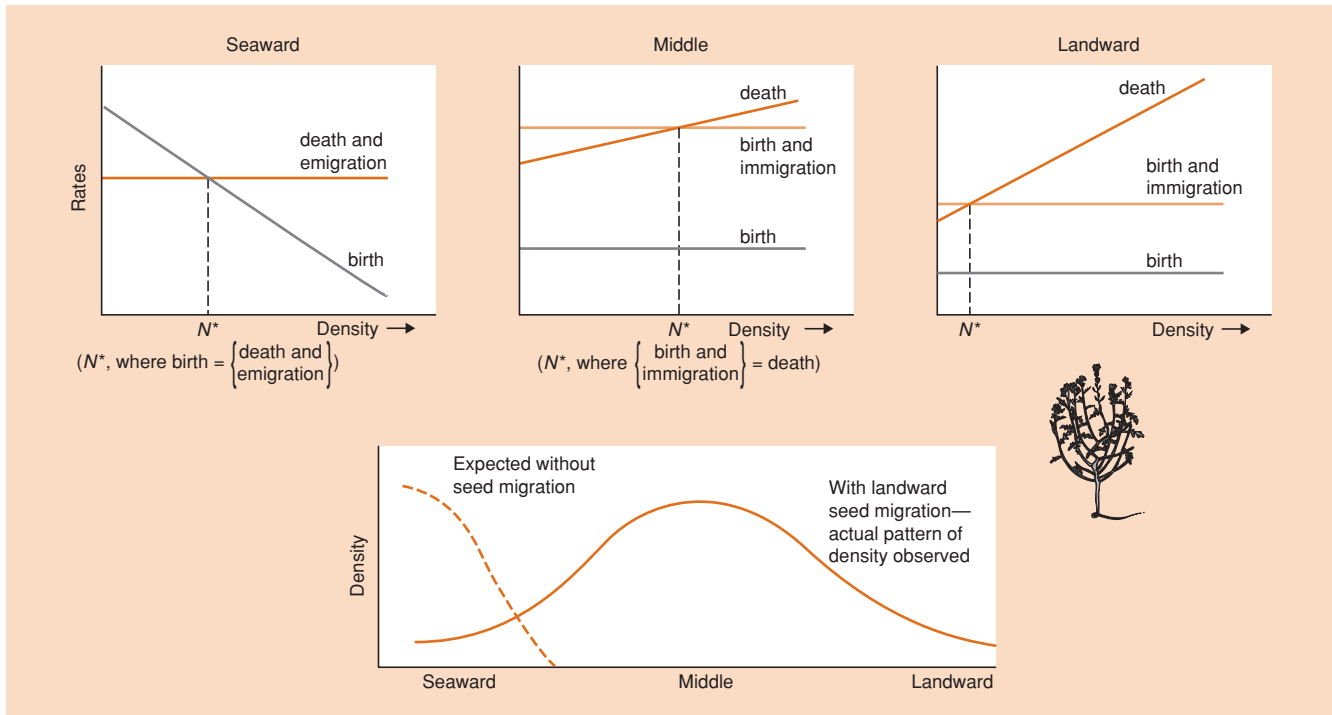 Seaward
Rates
death and
emigration
birth
N*
Density →
(N*, where birth = {death and
emigration})
Middle
death
birth and
immigration
birth
N*
Density →
(N*, where {birth and
immigration} = death)
Landward
death
birth and
immigration
birth
N*
Density →
Density
Expected without
seed migration
With landward
seed migration—
actual pattern of
density observed
Seaward
Middle
Landward